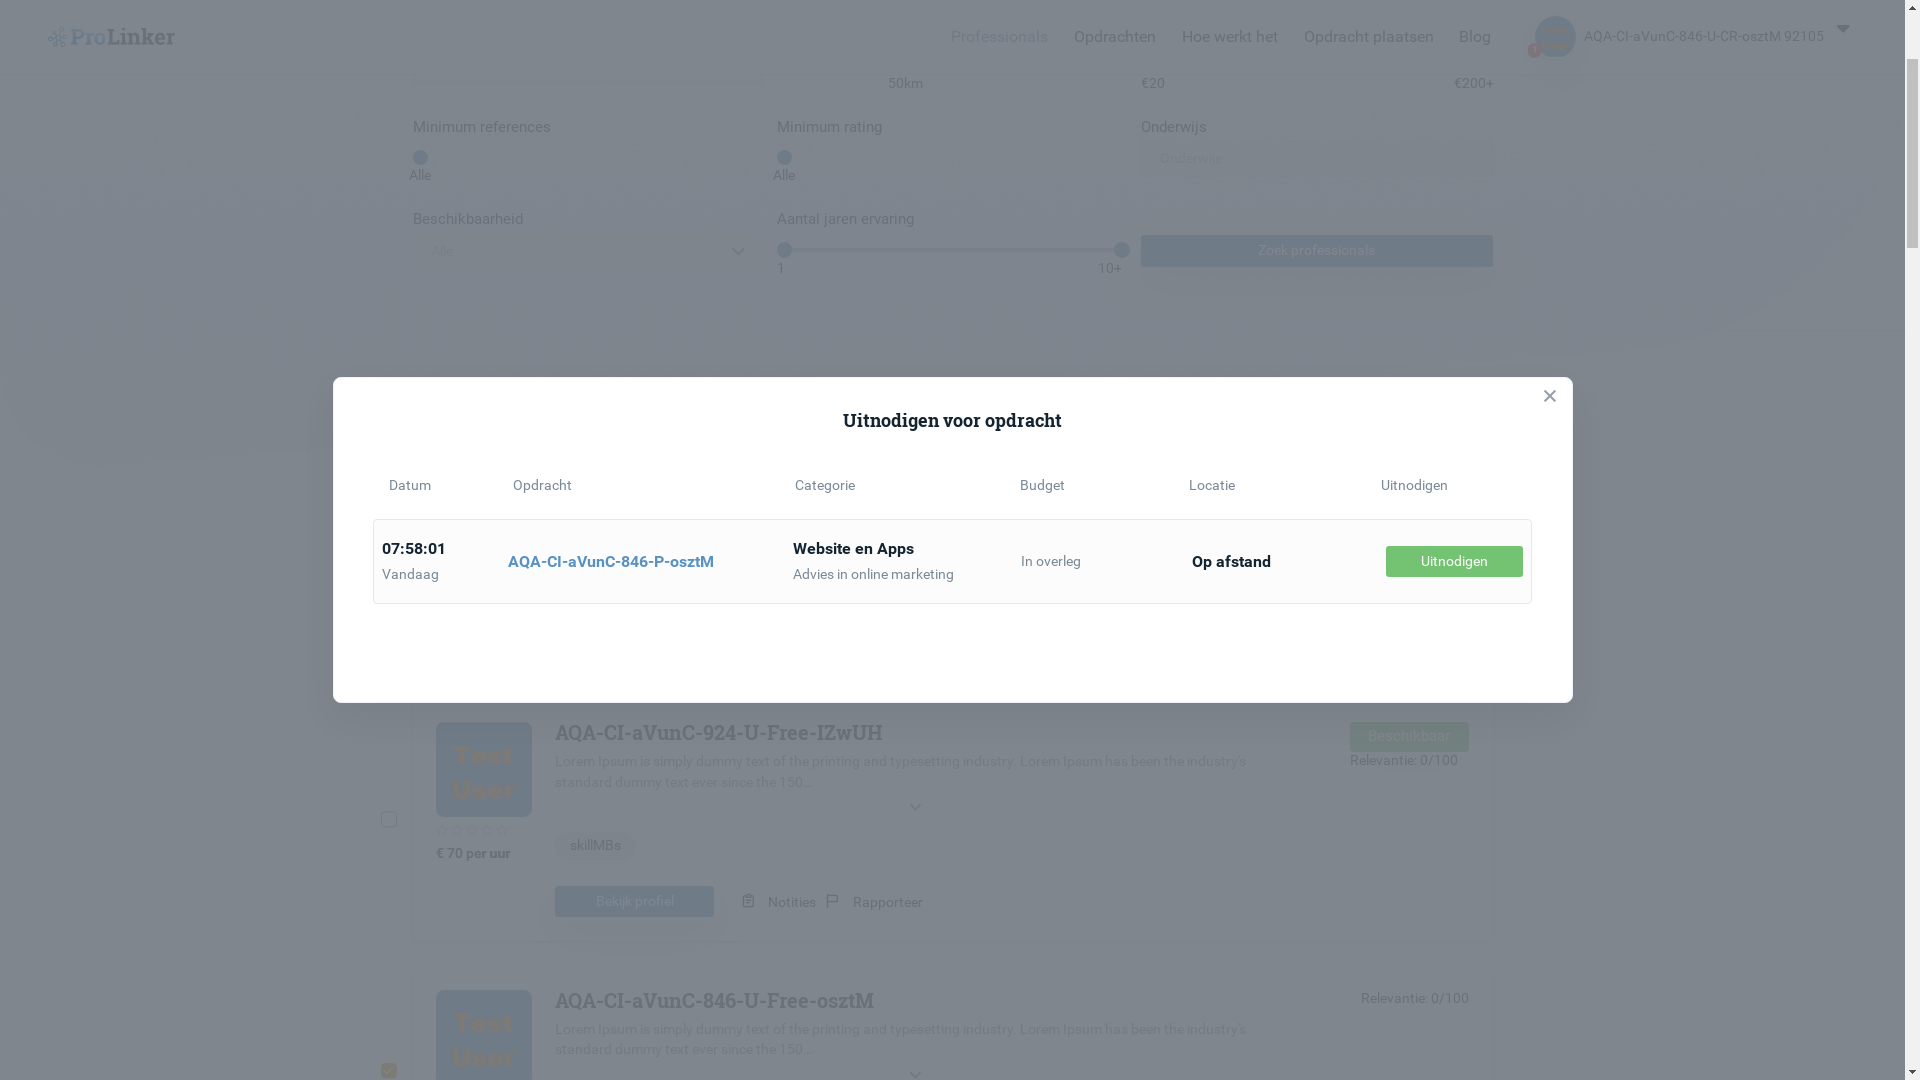 ProLinker
Professionals
Opdrachten
Hoe werkt het
Opdracht plaatsen
Blog
1
AQA-CI-aVunC-846-U-CR-osztM 92105
50km
€20
€200+
Minimum references
Minimum rating
Onderwijs
Onderwijs
Alle
Alle
Beschikbaarheid
Aantal jaren ervaring
Alle
Zoek professionals
1
10+
Uitnodigen voor opdracht
Datum
Opdracht
Categorie
Budget
Locatie
Uitnodigen
07:58:01
Vandaag
AQA-CI-aVunC-846-P-osztM
Website en Apps
Advies in online marketing
In overleg
Op afstand
Uitnodigen
Test
User
€ 70 per uur
AQA-CI-aVunC-924-U-Free-IZwUH
Lorem Ipsum is simply dummy text of the printing and typesetting industry. Lorem Ipsum has been the industry's
standard dummy text ever since the 150...
Beschikbaar
Relevantie: 0/100
skillMBs
Bekijk profiel
Notities
Rapporteer
Test
User
AQA-CI-aVunC-846-U-Free-osztM
Lorem Ipsum is simply dummy text of the printing and typesetting industry. Lorem Ipsum has been the industry's
standard dummy text ever since the 150...
Relevantie: 0/100